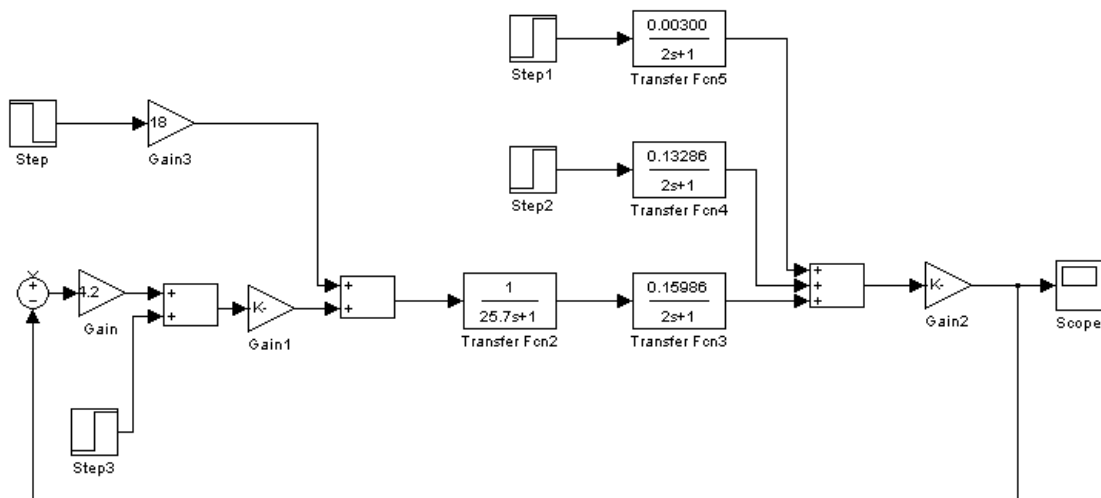 Step1
0.00300
2s+1
Transfer Fcn5
Step
18
Gain3
Step2
0.13286
2s+1
Transfer Fcn4
+
−
4.2
Gain
+
+
K-
Gain1
+
+
1
25.7s+1
Transfer Fcn2
0.15986
2s+1
Transfer Fcn3
+
+
+
K-
Gain2
Scope
Step3